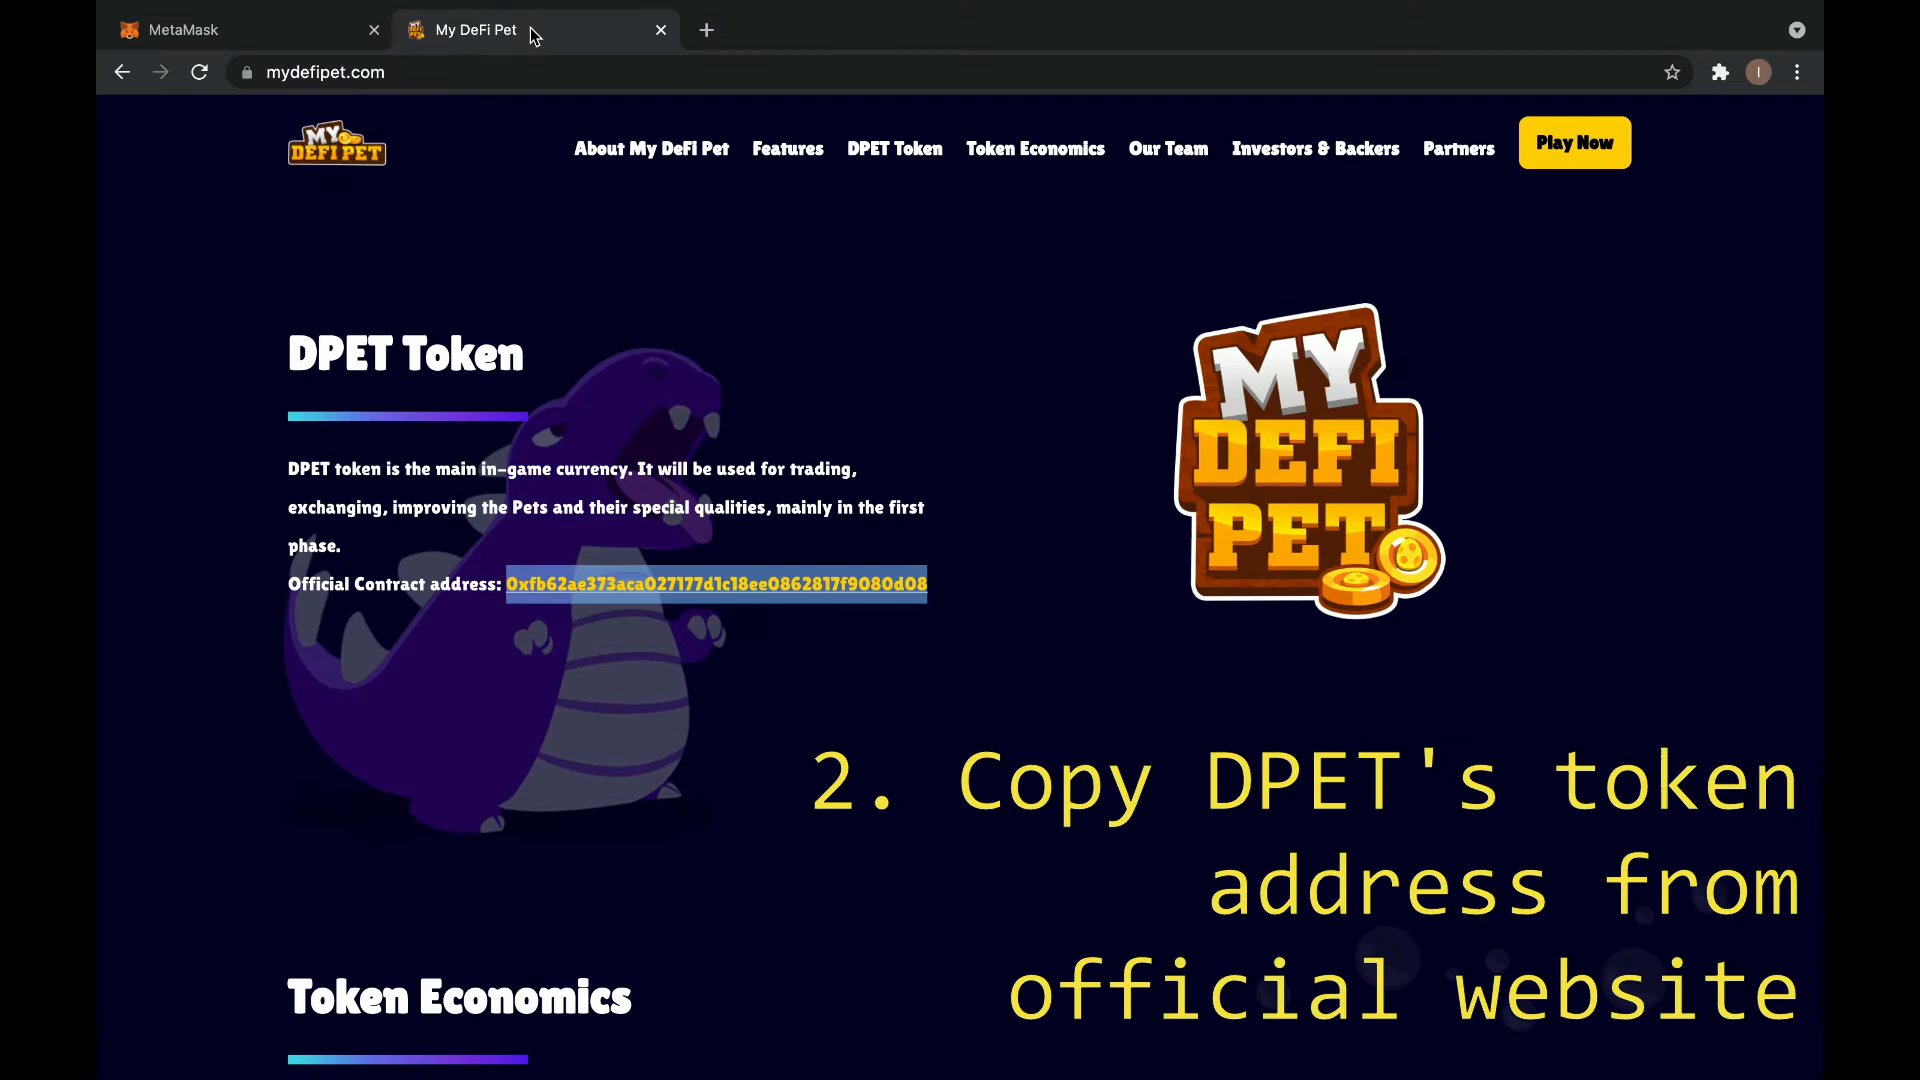 MetaMask
My DeFi Pet
mydefipet.com
I
MY
DEFI PET
About My DeFi Pet
Features
DPET Token
Token Economics
Our Team
Investors & Backers
Partners
Play Now
DPET Token
DPET token is the main in-game currency. It will be used for trading,
exchanging, improving the Pets and their special qualities, mainly in the first
phase.
Official Contract address: 0xfb62ae373aca027177d1c18ee0862817f9080d08
MY
DEFI
PET
2. Copy DPET's token
address from
official website
Token Economics